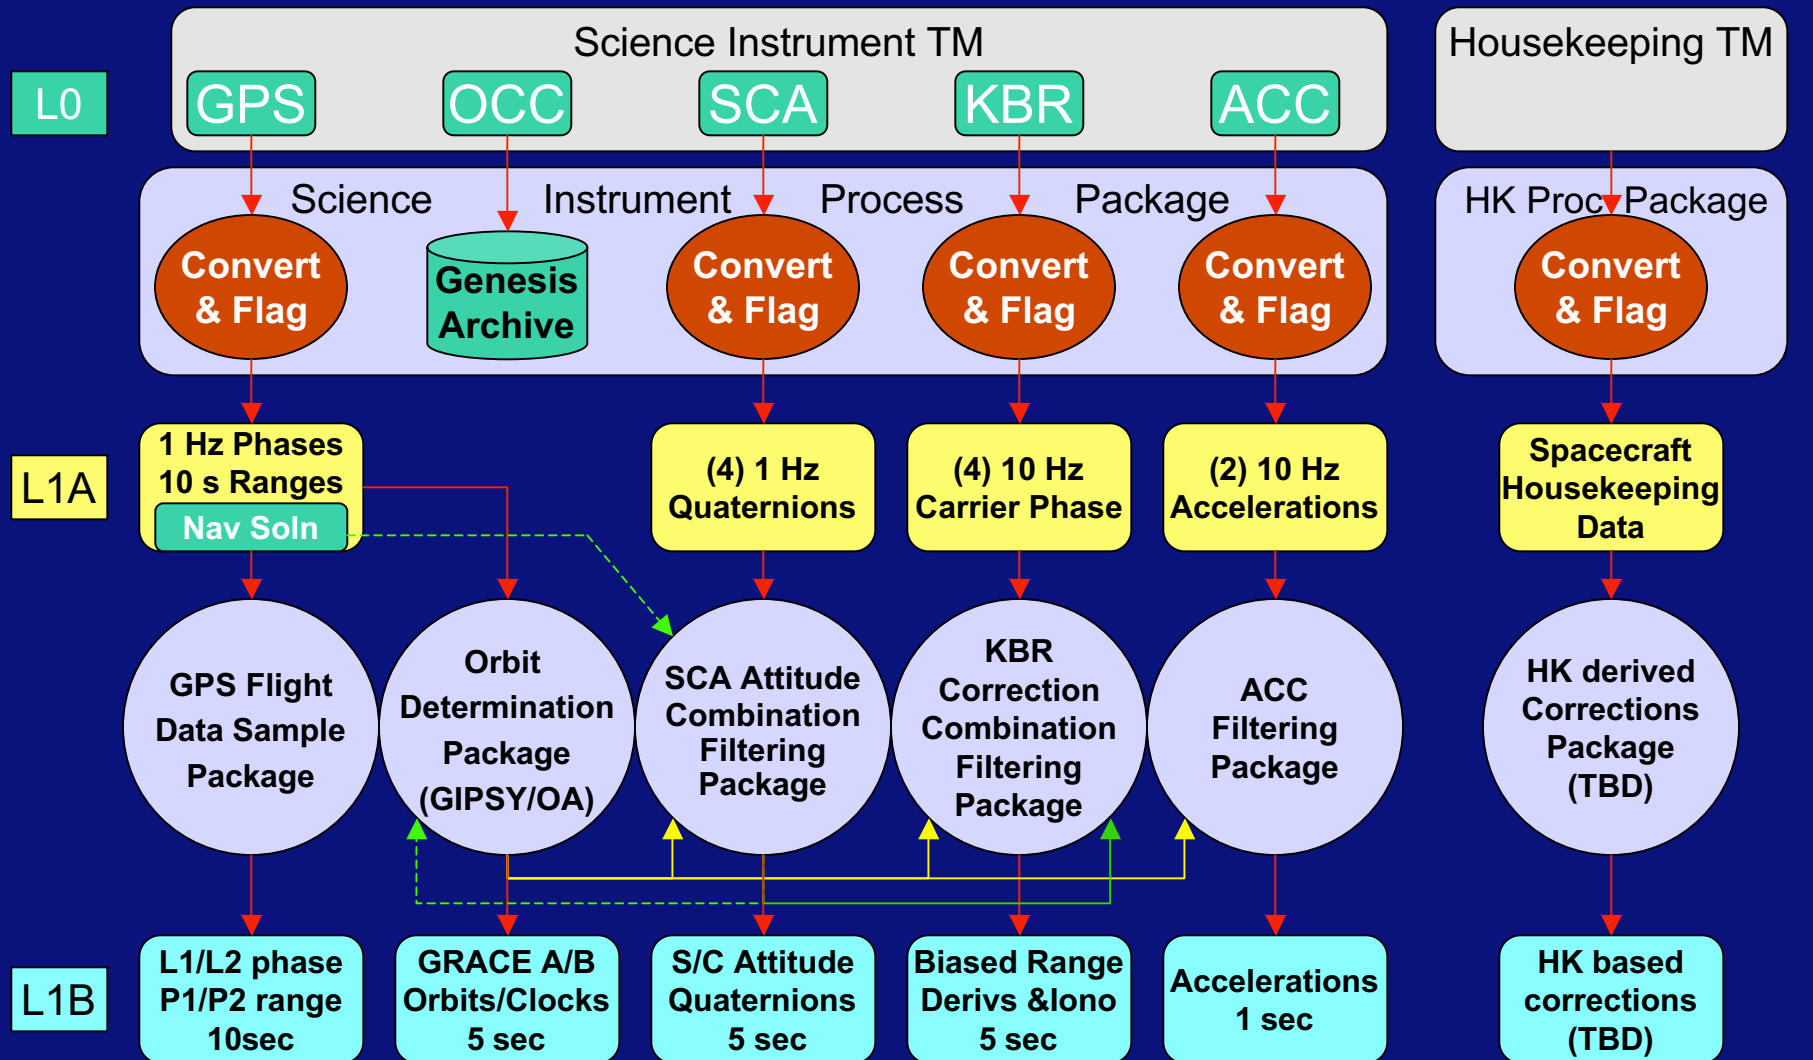 Science Instrument TM
Housekeeping TM
L0
GPS
OCC
SCA
KBR
ACC
Science Instrument Process Package
HK Proc Package
Convert
& Flag
Genesis
Archive
Convert
& Flag
Convert
& Flag
Convert
& Flag
Convert
& Flag
L1A
1 Hz Phases
10 s Ranges
Nav Soln
(4) 1 Hz
Quaternions
(4) 10 Hz
Carrier Phase
(2) 10 Hz
Accelerations
Spacecraft
Housekeeping
Data
GPS Flight
Data Sample
Package
Orbit
Determination
Package
(GIPSY/OA)
SCA Attitude
Combination
Filtering
Package
KBR
Correction
Combination
Filtering
Package
ACC
Filtering
Package
HK derived
Corrections
Package
(TBD)
L1B
L1/L2 phase
P1/P2 range
10sec
GRACE A/B
Orbits/Clocks
5 sec
S/C Attitude
Quaternions
5 sec
Biased Range
Derivs &Iono
5 sec
Accelerations
1 sec
HK based
corrections
(TBD)